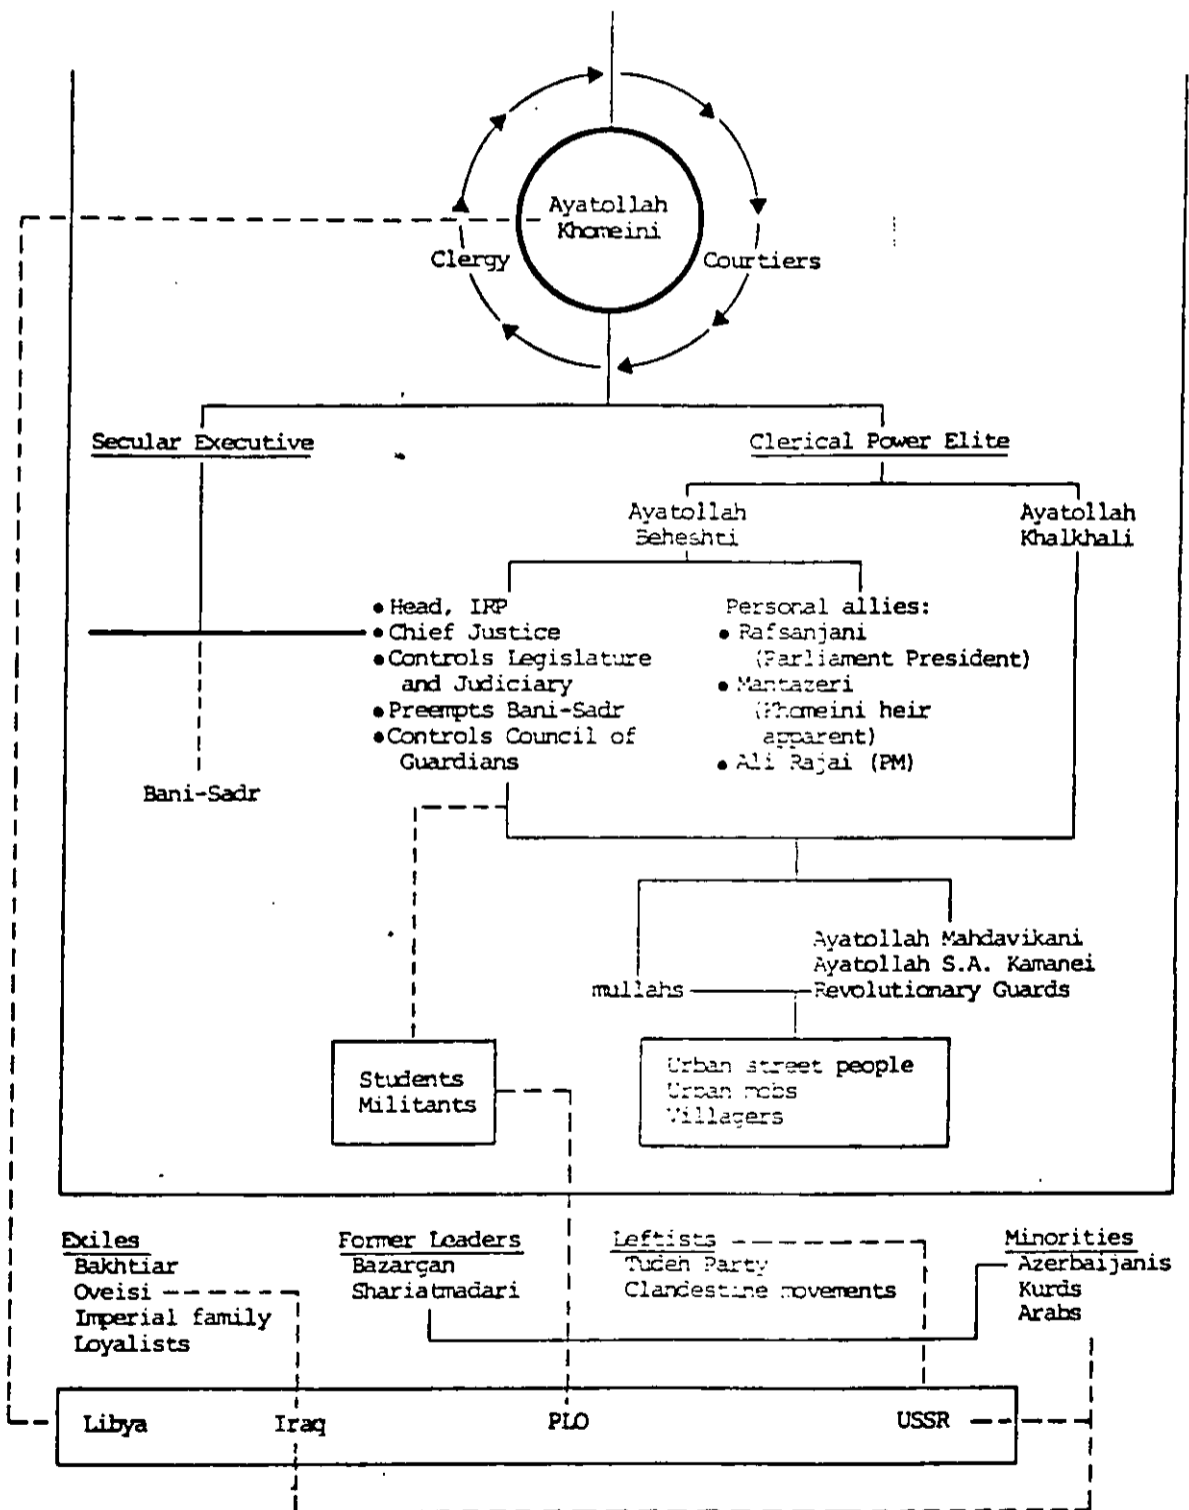 Ayatollah
Khomeini
Clergy
Courtiers
Secular Executive
Clerical Power Elite
Ayatollah
Beheshti
Ayatollah
Khalkhali
● Head, IRP
● Chief Justice
● Controls Legislature
and Judiciary
● Preempts Bani-Sadr
● Controls Council of
Guardians
Personal allies:
● Rafsanjani
(Parliament President)
● Mantazeri
(Khomeini heir
apparent)
● Ali Rajai (PM)
Bani-Sadr
Ayatollah Mahdavikani
Ayatollah S.A. Kamanei
mullahs
Revolutionary Guards
Students
Militants
Urban street people
Urban mobs
Villagers
Exiles
Bakhtiar
Oveisi
Imperial family
Loyalists
Former Leaders
Bazargan
Shariatmadari
Leftists
Tudeh Party
Clandestine movements
Minorities
Azerbaijanis
Kurds
Arabs
Libya
Iraq
PLO
USSR